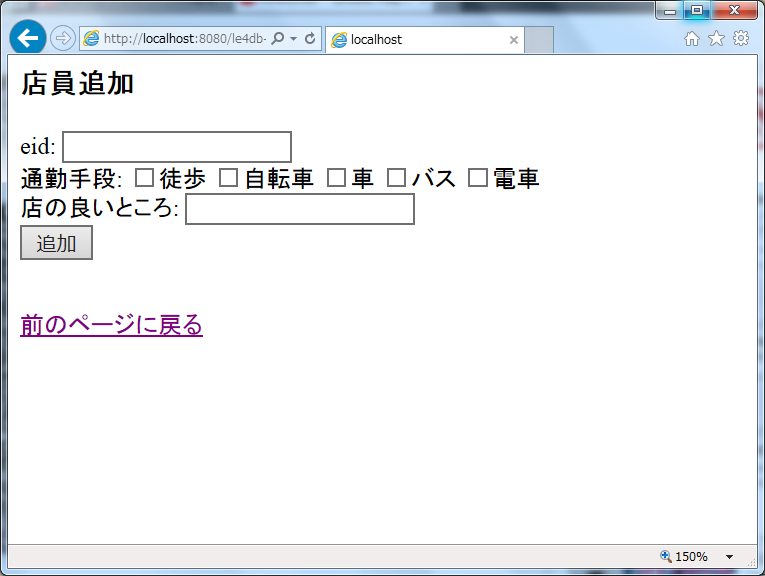 http://localhost:8080/le4db-
localhost
店員追加
eid:
通勤手段: 徒歩 自転車 車 バス 電車
店の良いところ:
追加
前のページに戻る
150%